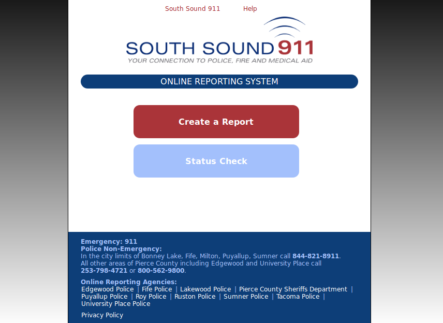 South Sound 911 Help
SOUTH SOUND 911
YOUR CONNECTION TO POLICE, FIRE AND MEDICAL AID
ONLINE REPORTING SYSTEM
Create a Report
Status Check
Emergency: 911
Police Non-Emergency:
In the city limits of Bonney Lake, Fife, Milton, Puyallup, Sumner call 844-821-8911.
All other areas of Pierce County including Edgewood and University Place call
253-798-4721 or 800-562-9800.
Online Reporting Agencies:
Edgewood Police | Fife Police | Lakewood Police | Pierce County Sheriffs Department |
Puyallup Police | Roy Police | Ruston Police | Sumner Police | Tacoma Police |
University Place Police
Privacy Policy